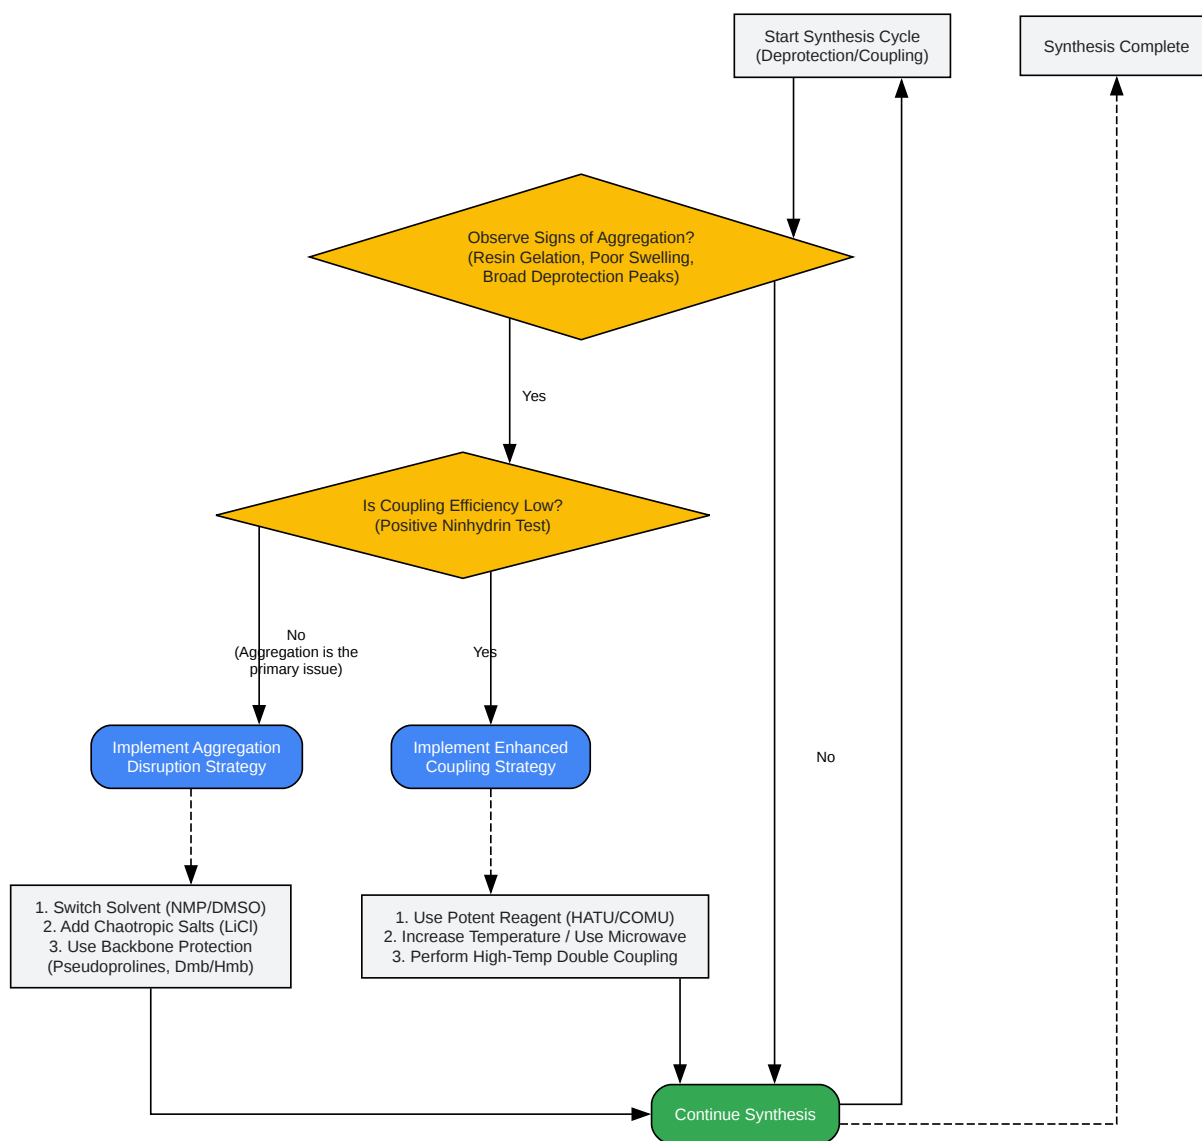 Start Synthesis Cycle
(Deprotection/Coupling)
Synthesis Complete
Observe Signs of Aggregation?
(Resin Gelation, Poor Swelling,
Broad Deprotection Peaks)
Yes
Is Coupling Efficiency Low?
(Positive Ninhydrin Test)
No
(Aggregation is the
primary issue)
Yes
Implement Aggregation
Disruption Strategy
Implement Enhanced
Coupling Strategy
No
1. Switch Solvent (NMP/DMSO)
2. Add Chaotropic Salts (LiCl)
3. Use Backbone Protection
(Pseudoprolines, Dmb/Hmb)
1. Use Potent Reagent (HATU/COMU)
2. Increase Temperature / Use Microwave
3. Perform High-Temp Double Coupling
Continue Synthesis